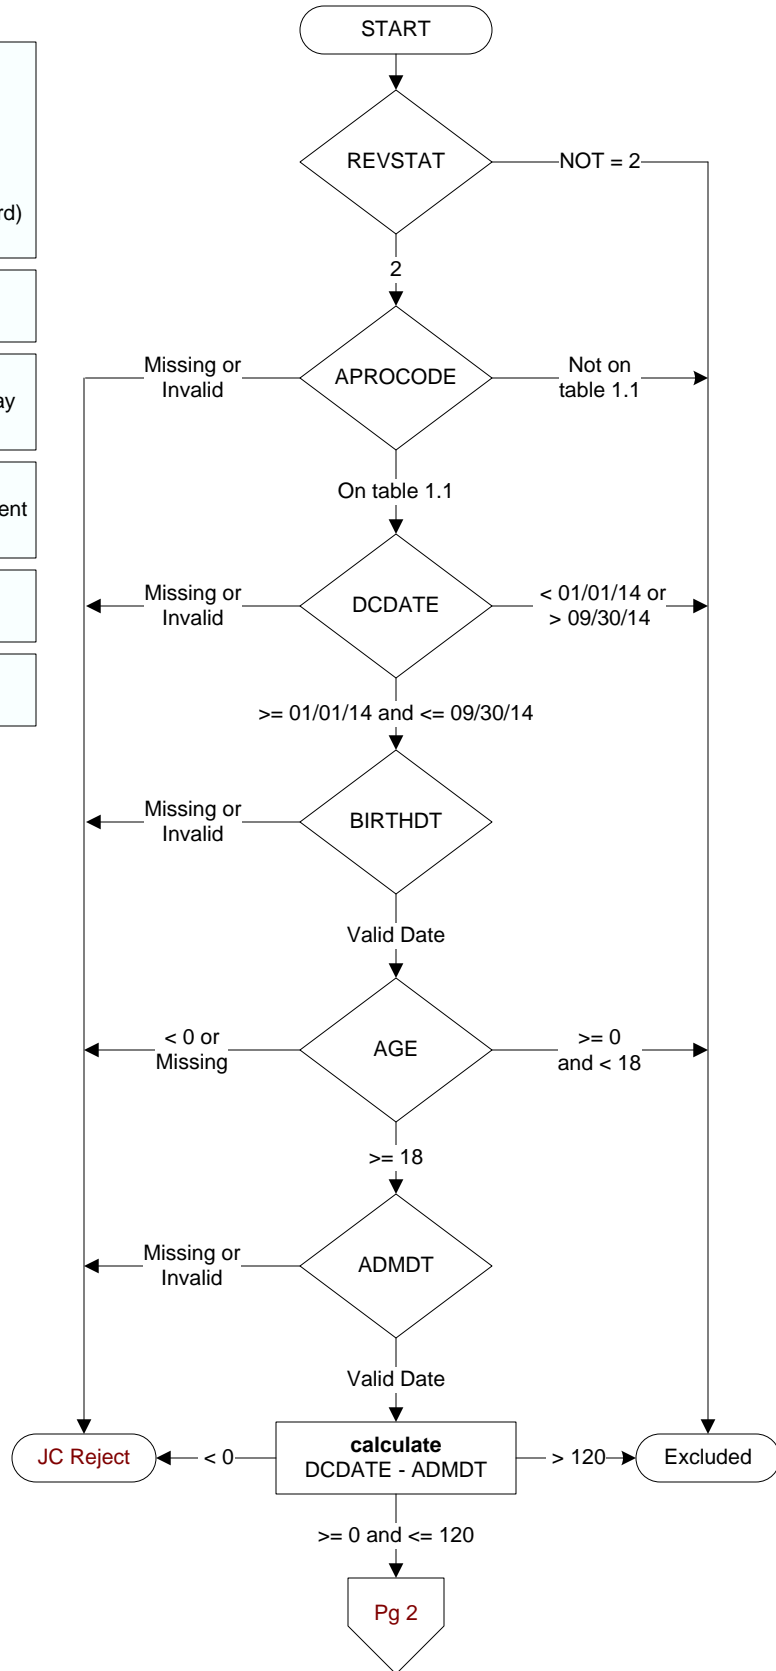 START
rd)
ay
ent
REVSTAT
NOT = 2
2
Missing or
Invalid
APROCODE
Not on
table 1.1
On table 1.1
Missing or
Invalid
DCDATE
< 01/01/14 or
> 09/30/14
>= 01/01/14 and <= 09/30/14
Missing or
Invalid
BIRTHDT
Valid Date
< 0 or
Missing
AGE
>= 0
and < 18
>= 18
Missing or
Invalid
ADMDT
Valid Date
JC Reject
< 0
calculate
DCDATE - ADMDT
> 120
Excluded
>= 0 and <= 120
Pg 2